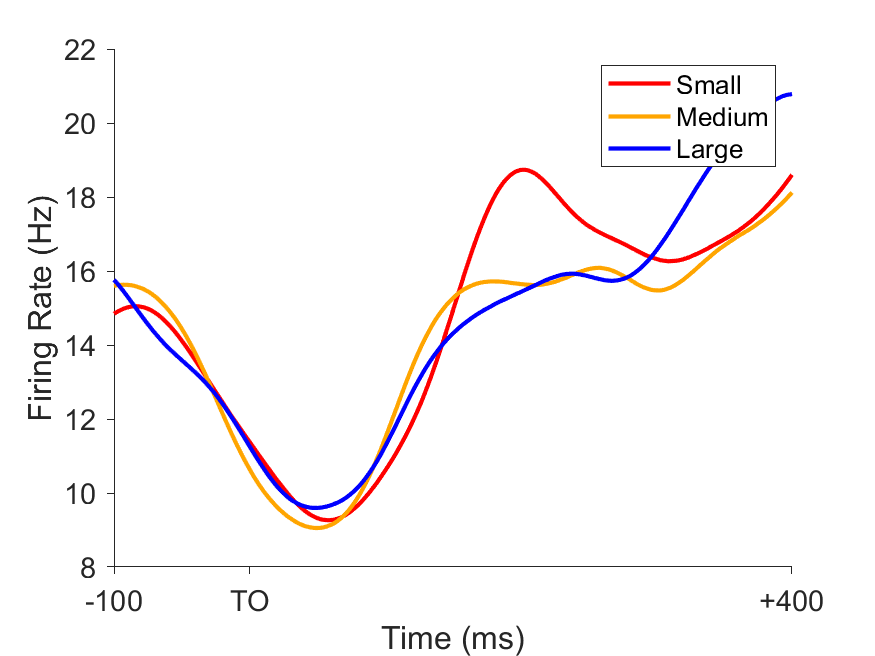 22
20
18
16
14
12
10
8
Firing Rate (Hz)
Small
Medium
Large
-100
TO
+400
Time (ms)